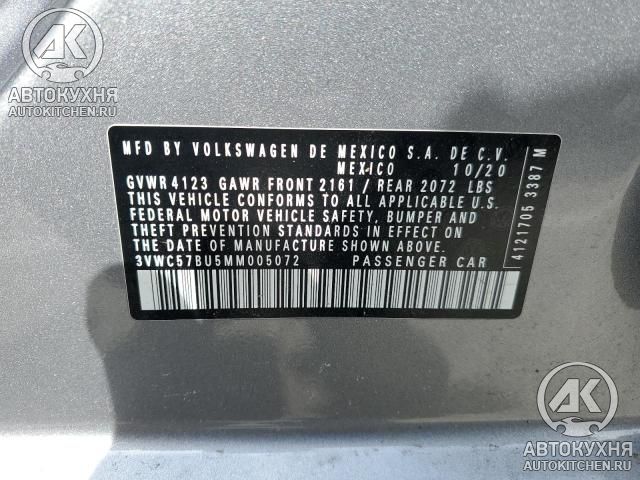 AK
АВТОКУХНЯ
AUTOKITCHEN.RU
MFD BY VOLKSWAGEN DE MEXICO S.A. DE C.V.
MEXICO 10/20
GVWR 4123 GAWR FRONT 2161 / REAR 2072 LBS
THIS VEHICLE CONFORMS TO ALL APPLICABLE U.S.
FEDERAL MOTOR VEHICLE SAFETY, BUMPER AND
THEFT PREVENTION STANDARDS IN EFFECT ON
THE DATE OF MANUFACTURE SHOWN ABOVE.
3VWC57BU5MM005072 PASSENGER CAR
4121705 3387 M
AK
АВТОКУХНЯ
AUTOKITCHEN.RU